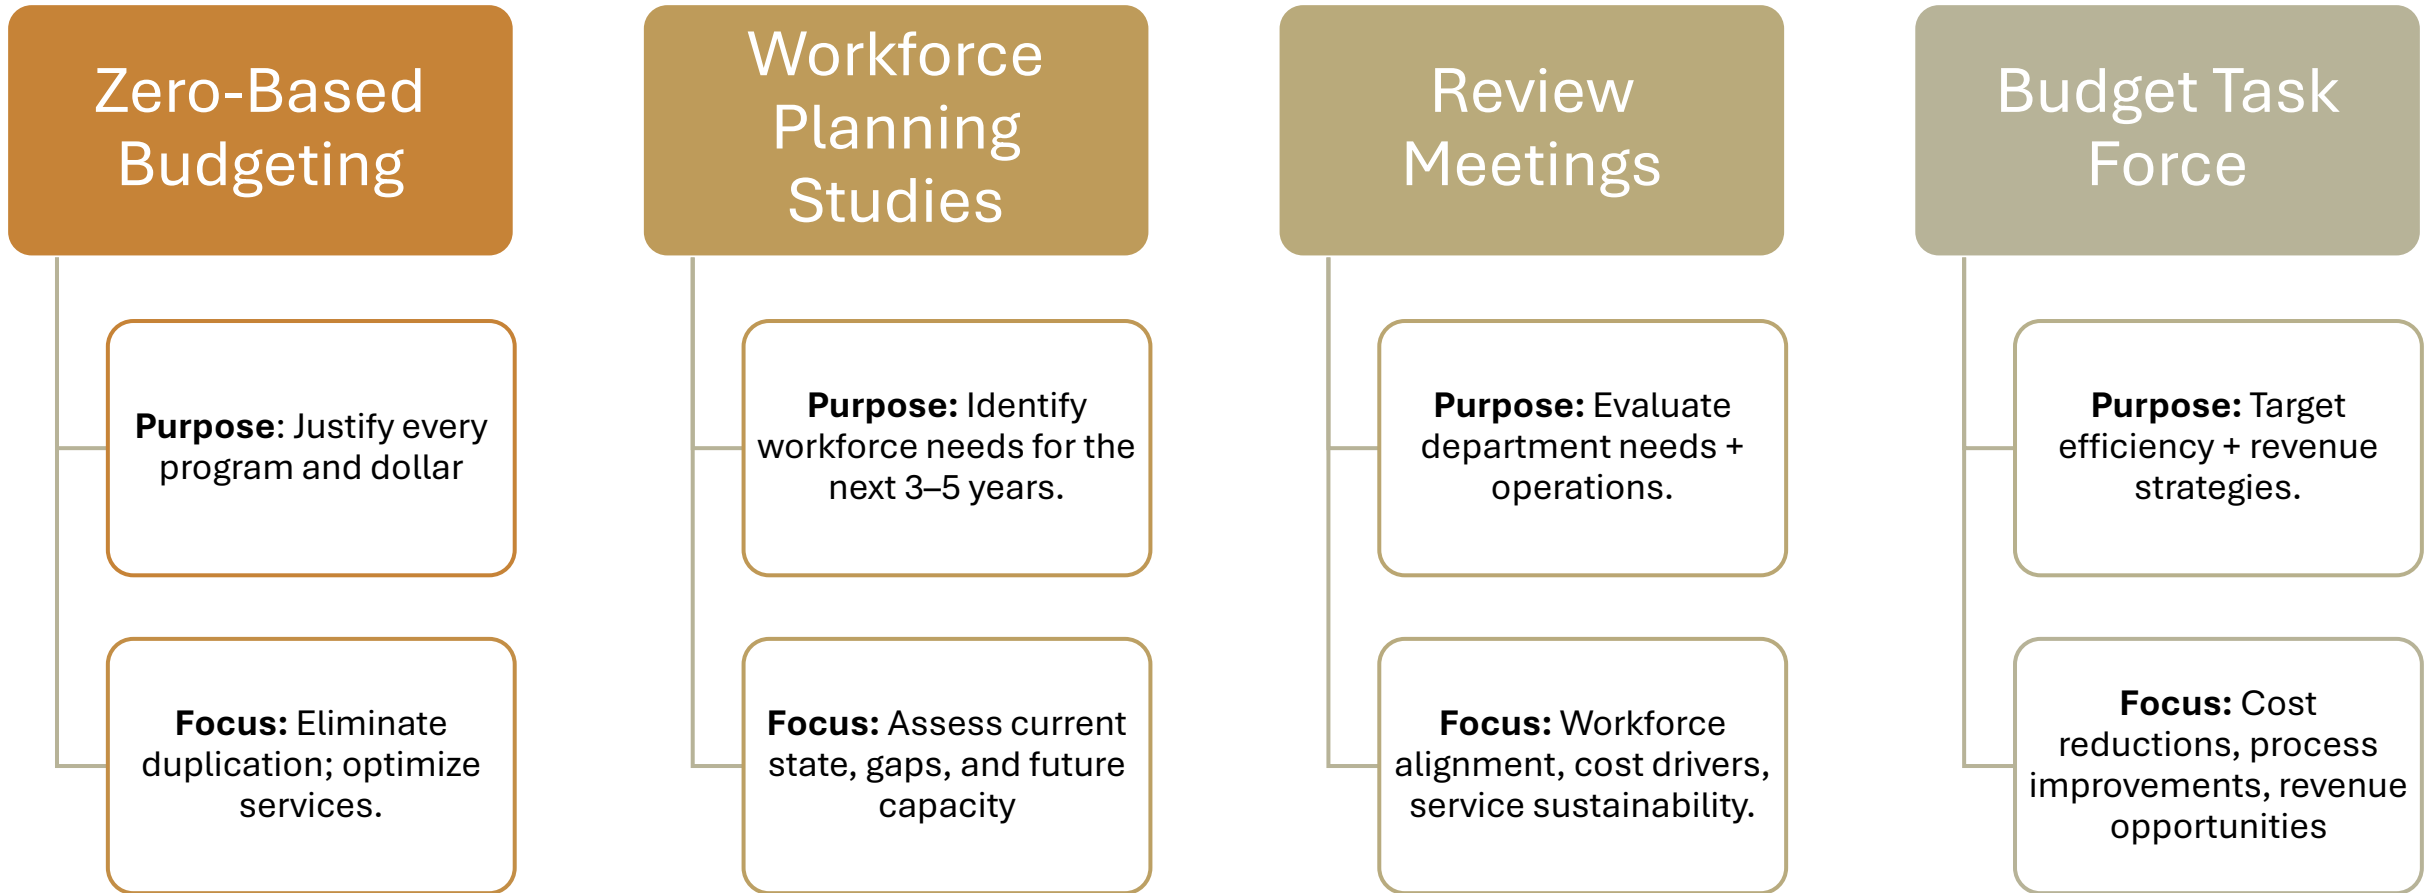 Zero-Based
Budgeting
Purpose: Justify every
program and dollar
Focus: Eliminate
duplication; optimize
services.
Workforce
Planning
Studies
Purpose: Identify
workforce needs for the
next 3–5 years.
Focus: Assess current
state, gaps, and future
capacity
Review
Meetings
Purpose: Evaluate
department needs +
operations.
Focus: Workforce
alignment, cost drivers,
service sustainability.
Budget Task
Force
Purpose: Target
efficiency + revenue
strategies.
Focus: Cost
reductions, process
improvements, revenue
opportunities